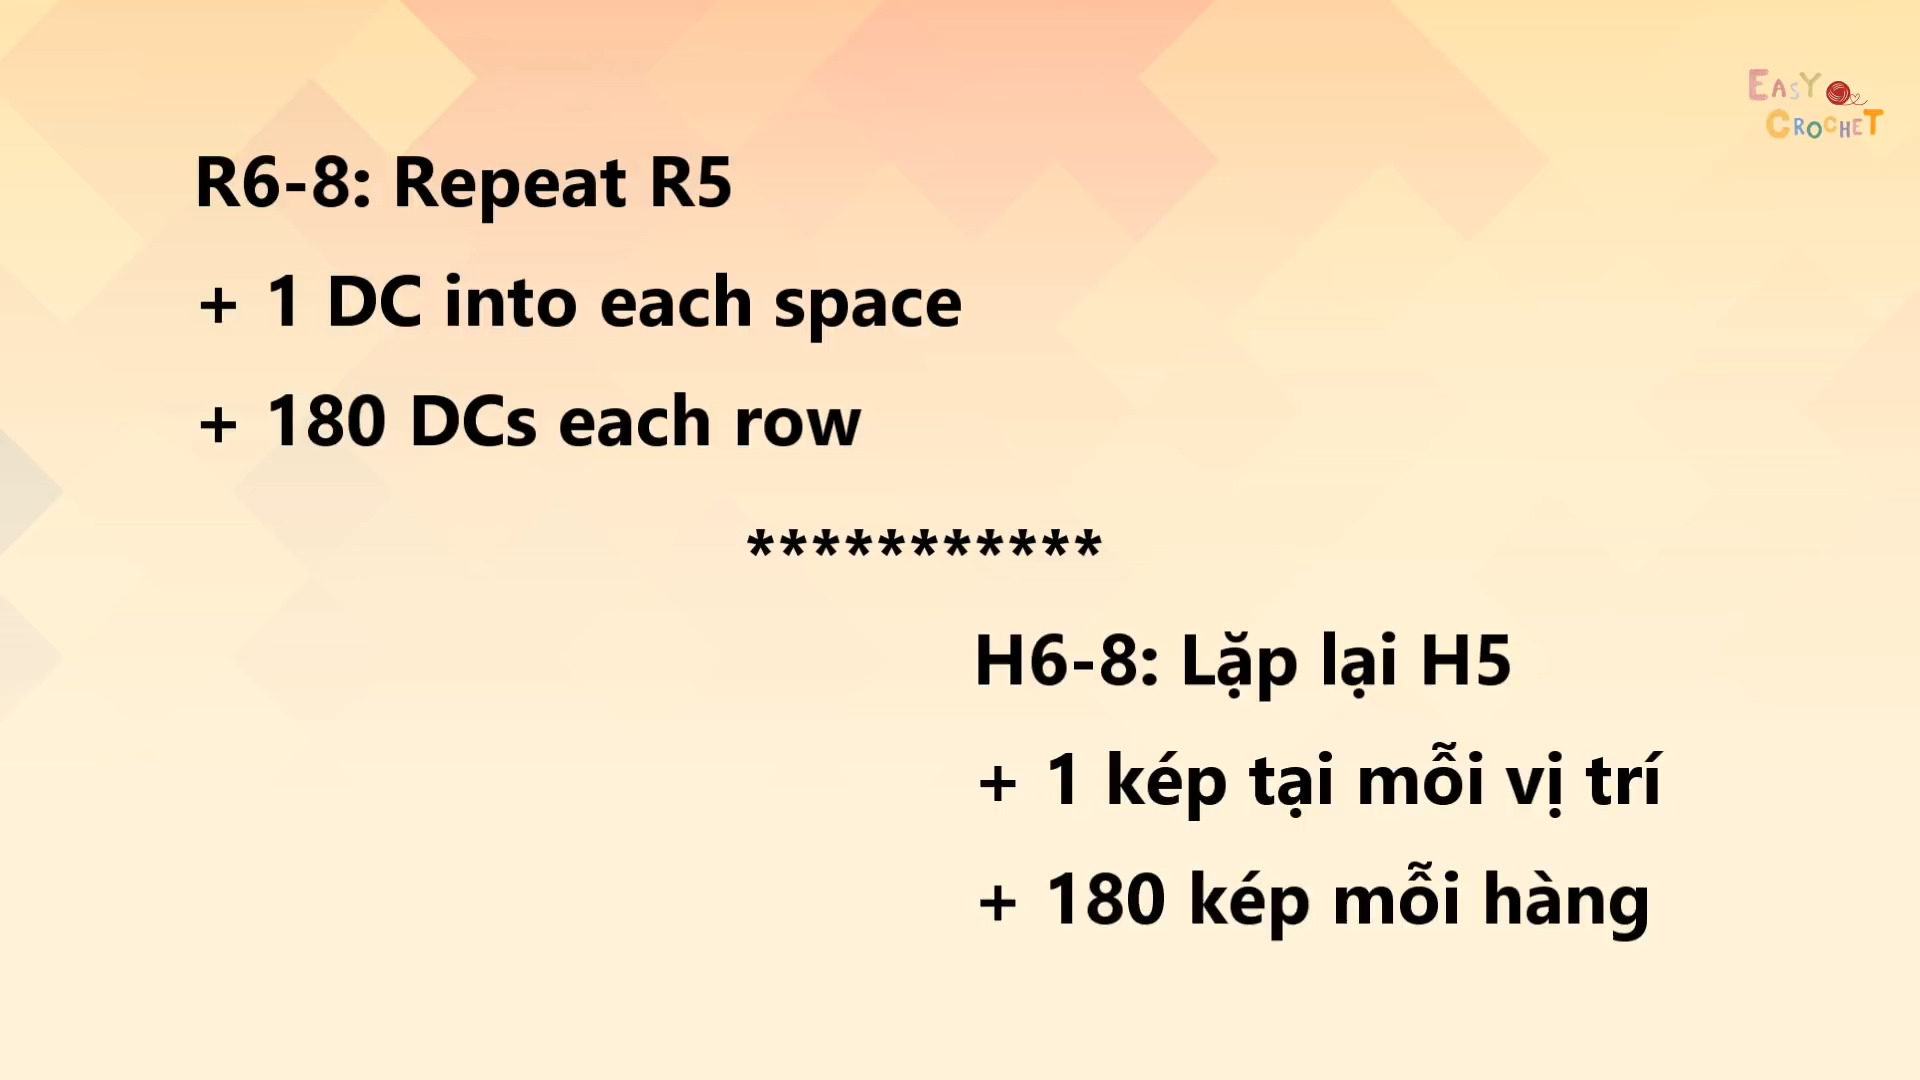 EASY
CROCHET
R6-8: Repeat R5
+ 1 DC into each space
+ 180 DCs each row
***********
H6-8: Lặp lại H5
+ 1 kép tại mỗi vị trí
+ 180 kép mỗi hàng